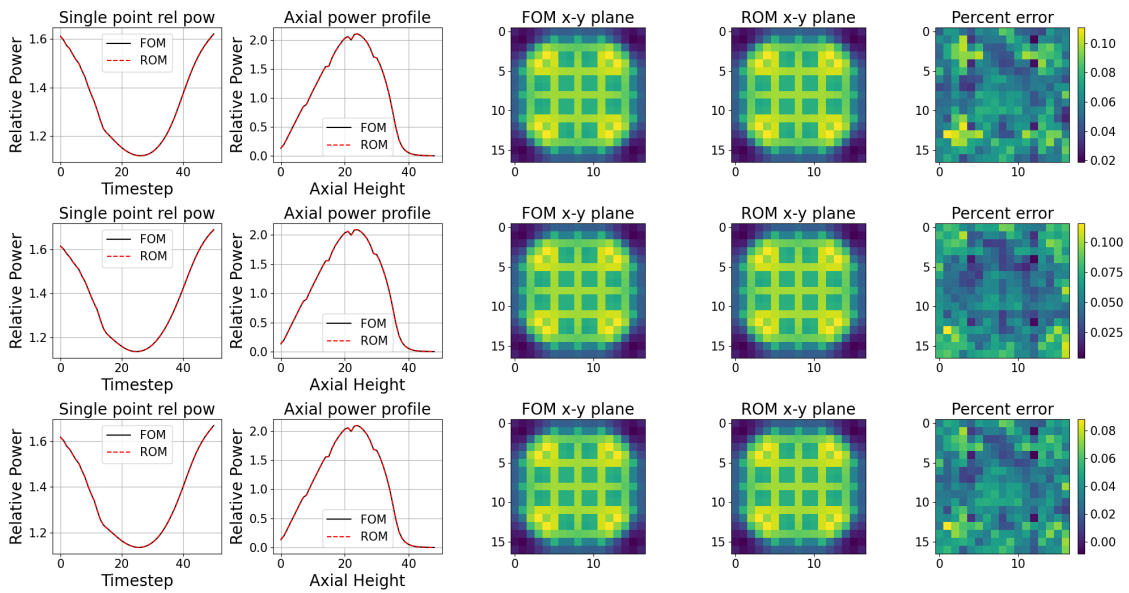 Single point rel pow
Axial power profile
FOM x-y plane
ROM x-y plane
Percent error
Relative Power
1.6
1.4
1.2
FOM
ROM
0
20
40
Timestep
Relative Power
2.0
1.5
1.0
0.5
0.0
FOM
ROM
0
20
40
Axial Height
0
5
10
15
0
10
0
5
10
15
0
10
0
5
10
15
0
10
0.10
0.08
0.06
0.04
0.02
Single point rel pow
Axial power profile
FOM x-y plane
ROM x-y plane
Percent error
Relative Power
1.6
1.4
1.2
FOM
ROM
0
20
40
Timestep
Relative Power
2.0
1.5
1.0
0.5
0.0
FOM
ROM
0
20
40
Axial Height
0
5
10
15
0
10
0
5
10
15
0
10
0
5
10
15
0
10
0.100
0.075
0.050
0.025
Single point rel pow
Axial power profile
FOM x-y plane
ROM x-y plane
Percent error
Relative Power
1.6
1.4
1.2
FOM
ROM
0
20
40
Timestep
Relative Power
2.0
1.5
1.0
0.5
0.0
FOM
ROM
0
20
40
Axial Height
0
5
10
15
0
10
0
5
10
15
0
10
0
5
10
15
0
10
0.08
0.06
0.04
0.02
0.00